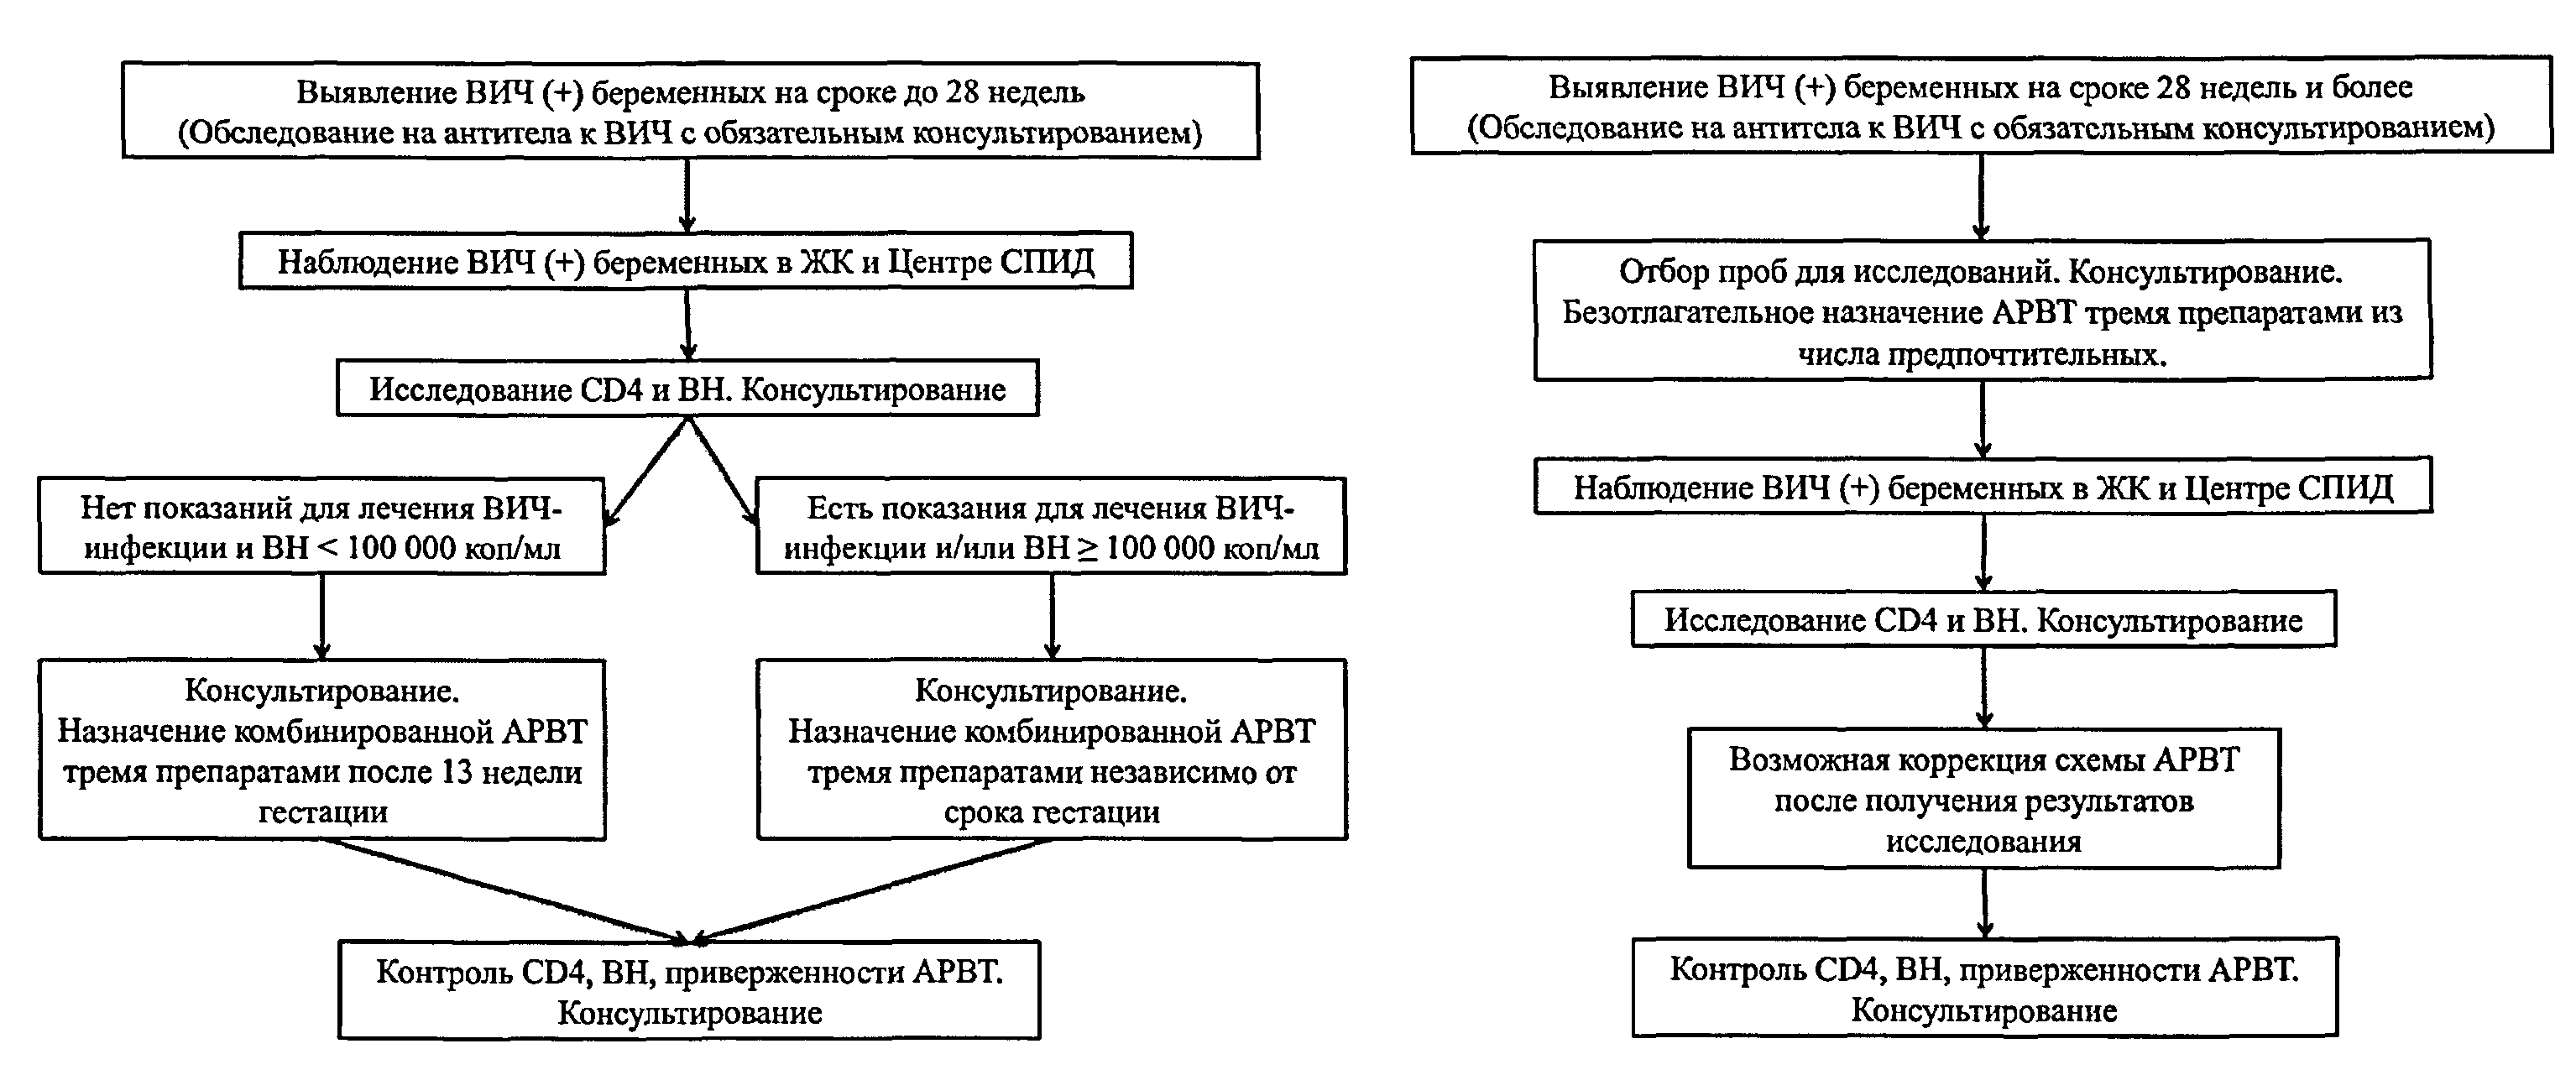 Выявление ВИЧ (+) беременных на сроке до 28 недель
(Обследование на антитела к ВИЧ с обязательным консультированием)
Наблюдение ВИЧ (+) беременных в ЖК и Центре СПИД
Исследование CD4 и ВН. Консультирование
Нет показаний для лечения ВИЧ-
инфекции и ВН < 100 000 коп/мл
Есть показания для лечения ВИЧ-
инфекции и/или ВН ≥ 100 000 коп/мл
Консультирование.
Назначение комбинированной АРВТ
тремя препаратами после 13 недели
гестации
Консультирование.
Назначение комбинированной АРВТ
тремя препаратами независимо от
срока гестации
Контроль CD4, ВН, приверженности АРВТ.
Консультирование
Выявление ВИЧ (+) беременных на сроке 28 недель и более
(Обследование на антитела к ВИЧ с обязательным консультированием)
Отбор проб для исследований. Консультирование.
Безотлагательное назначение АРВТ тремя препаратами из
числа предпочтительных.
Наблюдение ВИЧ (+) беременных в ЖК и Центре СПИД
Исследование CD4 и ВН. Консультирование
Возможная коррекция схемы АРВТ
после получения результатов
исследования
Контроль CD4, ВН, приверженности АРВТ.
Консультирование